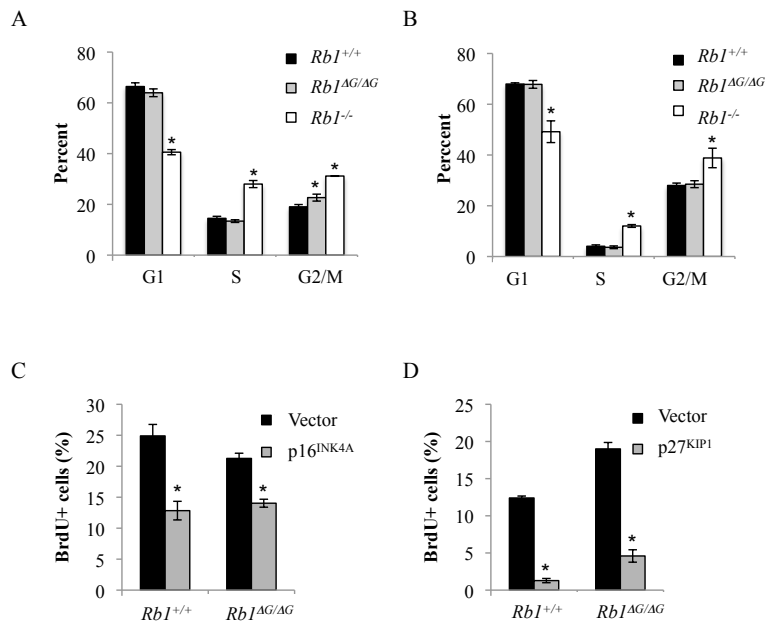 A
Percent
80
60
40
20
0
Rb1+/+
Rb1ΔG/ΔG
Rb1-/-
*
*
*
*
G1
S
G2/M
B
Percent
80
60
40
20
0
Rb1+/+
Rb1ΔG/ΔG
Rb1-/-
*
*
*
G1
S
G2/M
C
BrdU+ cells (%)
30
25
20
15
10
5
0
Vector
p16INK4A
*
*
Rb1+/+
Rb1ΔG/ΔG
D
BrdU+ cells (%)
25
20
15
10
5
0
Vector
p27KIP1
*
*
Rb1+/+
Rb1ΔG/ΔG